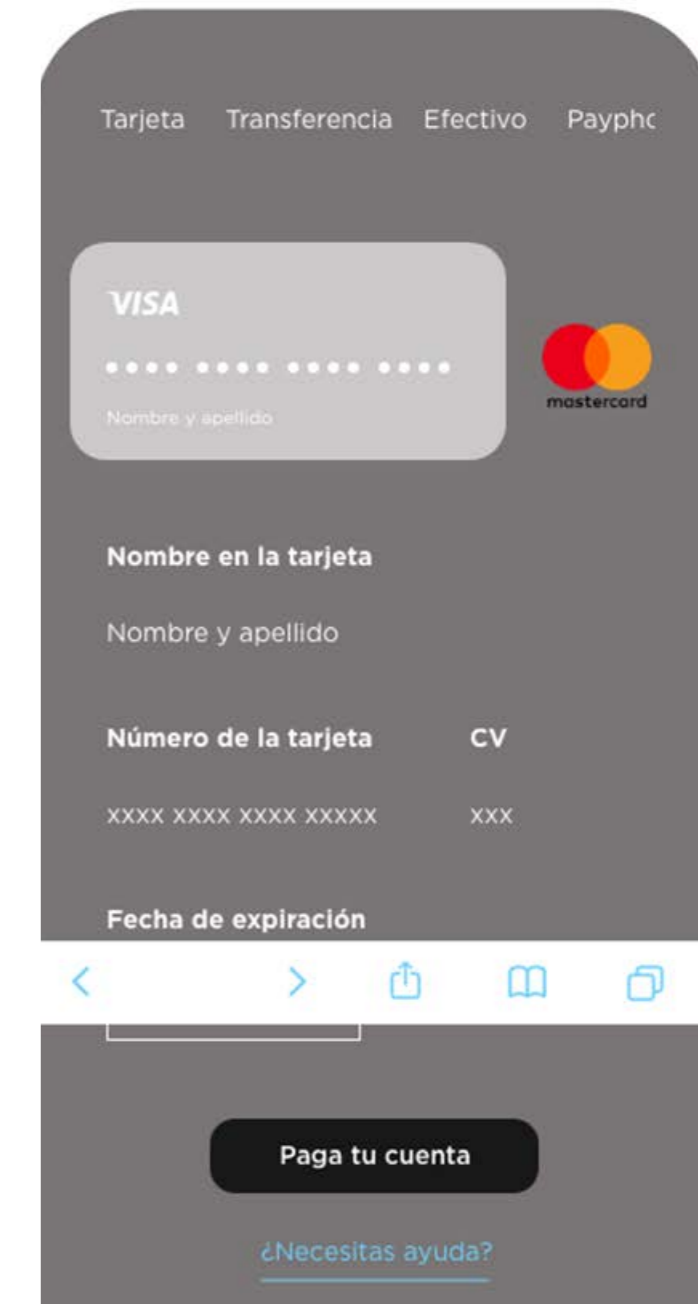 Tarjeta Transferencia Efectivo Paypho
VISA
•••• •••• •••• ••••
mastercard
Nombre y apellido
Nombre en la tarjeta
Nombre y apellido
Número de la tarjeta CV
xxxx xxxx xxxx xxxxx xxx
Fecha de expiración
Paga tu cuenta
¿Necesitas ayuda?